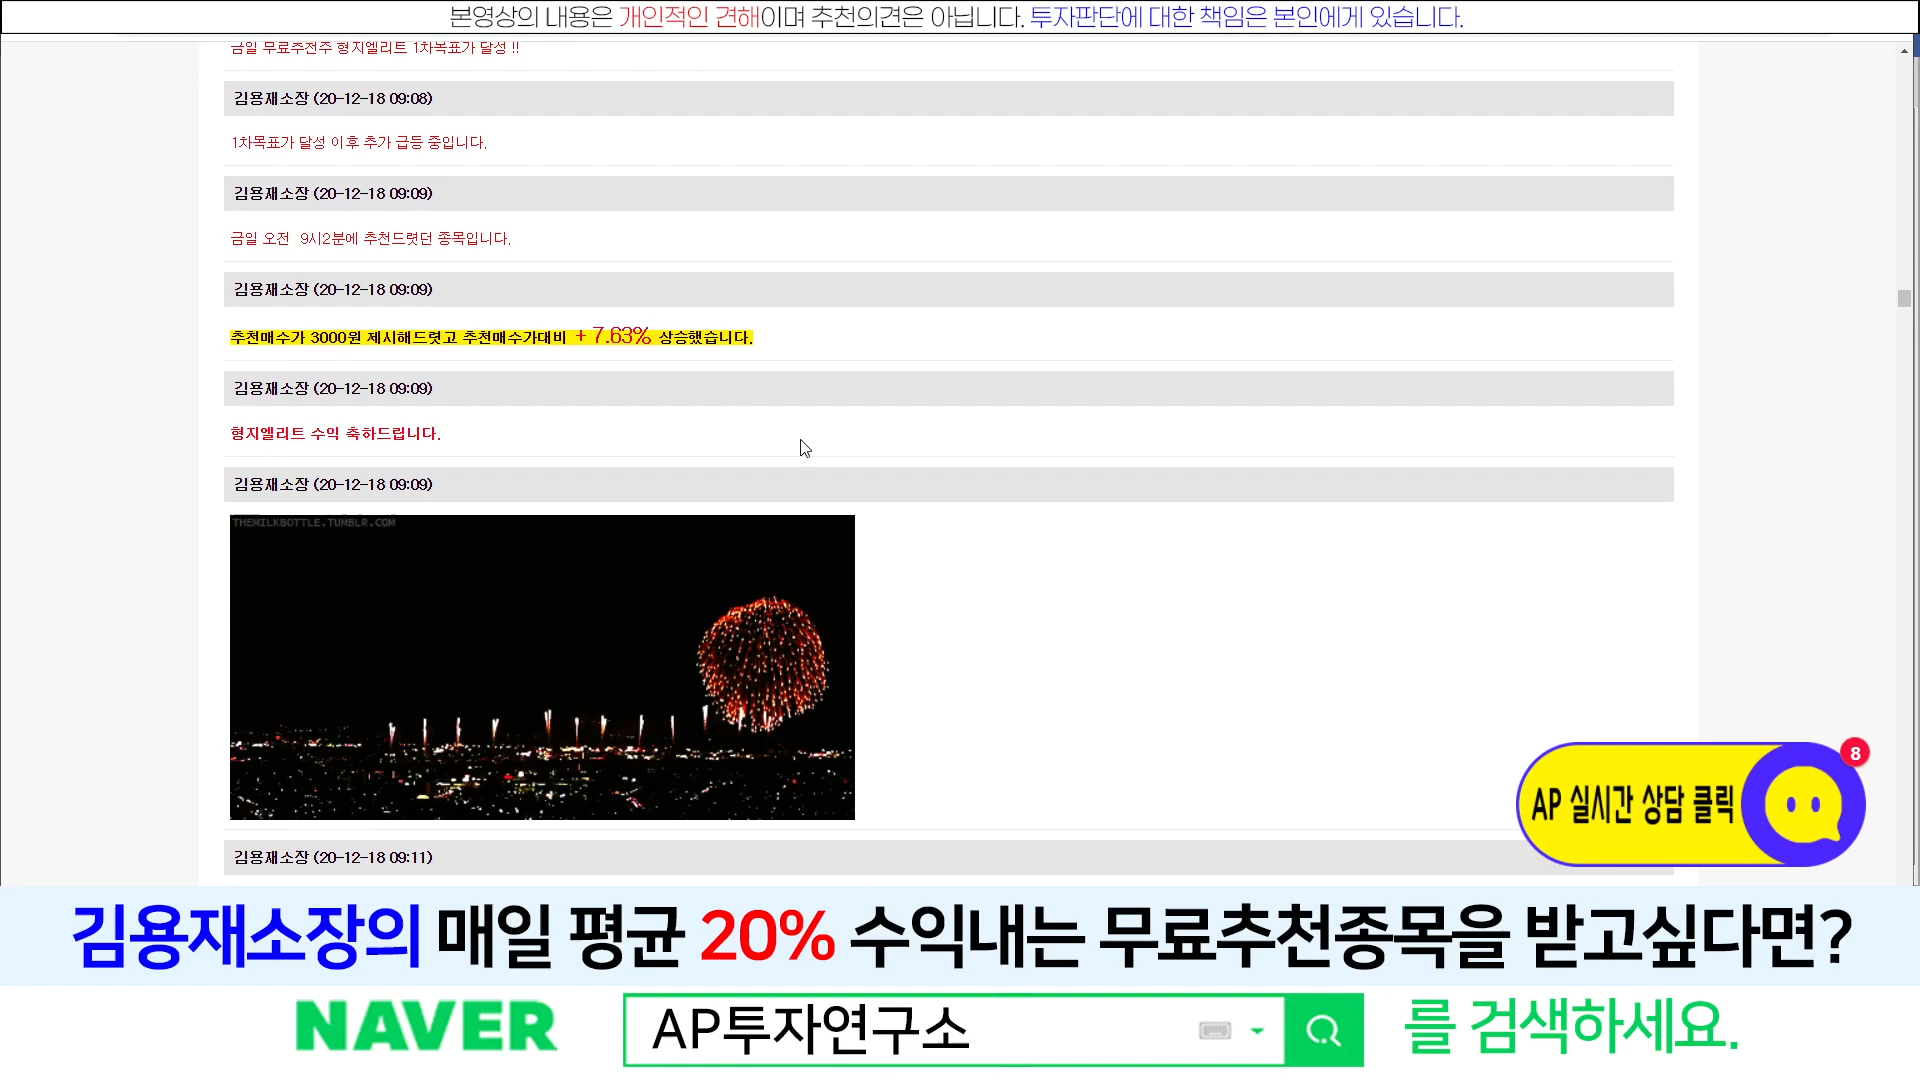 본영상의 내용은 개인적인 견해이며 추천의견은 아닙니다. 투자판단에 대한 책임은 본인에게 있습니다.
금일 무료추천주 형지엘리트 1차목표가 달성 !!
김용재소장 (20-12-18 09:08)
1차목표가 달성 이후 추가 급등 중입니다.
김용재소장 (20-12-18 09:09)
금일 오전 9시2분에 추천드렷던 종목입니다.
김용재소장 (20-12-18 09:09)
추천매수가 3000원 제시해드렷고 추천매수가대비 + 7.63% 상승했습니다.
김용재소장 (20-12-18 09:09)
형지엘리트 수익 축하드립니다.
김용재소장 (20-12-18 09:09)
THEMILKBOTTLE.TUMBLR.COM
8
AP 실시간 상담 클릭
김용재소장 (20-12-18 09:11)
김용재소장의 매일 평균 20% 수익내는 무료추천종목을 받고싶다면?
NAVER AP투자연구소 를 검색하세요.